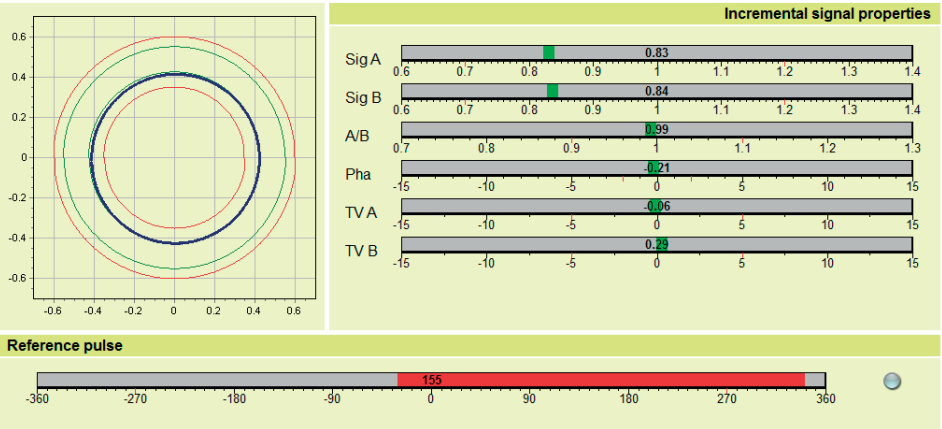 Incremental signal properties
0.6
0.4
0.2
0
-0.2
-0.4
-0.6
-0.6 -0.4 -0.2 0 0.2 0.4 0.6
Sig A 0.83
0.6 0.7 0.8 0.9 1 1.1 1.2 1.3 1.4
Sig B 0.84
0.6 0.7 0.8 0.9 1 1.1 1.2 1.3 1.4
A/B 0.99
0.7 0.8 0.9 1 1.1 1.2 1.3
Pha -0.21
-15 -10 -5 0 5 10 15
TV A -0.06
-15 -10 -5 0 5 10 15
TV B 0.29
-15 -10 -5 0 5 10 15
Reference pulse
155
-360 -270 -180 -90 0 90 180 270 360